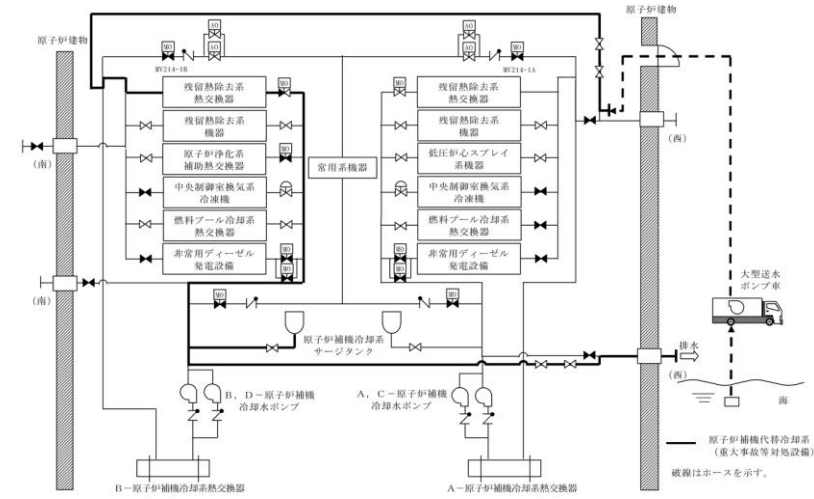 原子炉建物
原子炉建物
AO
AO
MO
AO
AO
MO
MV214-1B
MV214-1A
残留熱除去系
熱交換器
MO
MO
残留熱除去系
熱交換器
残留熱除去系
機器
残留熱除去系
機器
(南)
原子炉浄化系
補助熱交換器
MO
常用系機器
低圧炉心スプレイ
系機器
(西)
中央制御室換気系
冷凍機
中央制御室換気系
冷凍機
燃料プール冷却系
熱交換器
燃料プール冷却系
熱交換器
非常用ディーゼル
発電設備
MO
MO
MO
MO
非常用ディーゼル
発電設備
(南)
大型送水
ポンプ車
MO
MO
原子炉補機冷却系
サージタンク
排水
(西)
海
B,D-原子炉補機
冷却水ポンプ
A,C-原子炉補機
冷却水ポンプ
原子炉補機代替冷却系
(重大事故等対処設備)
破線はホースを示す。
B-原子炉補機冷却系熱交換器
A-原子炉補機冷却系熱交換器